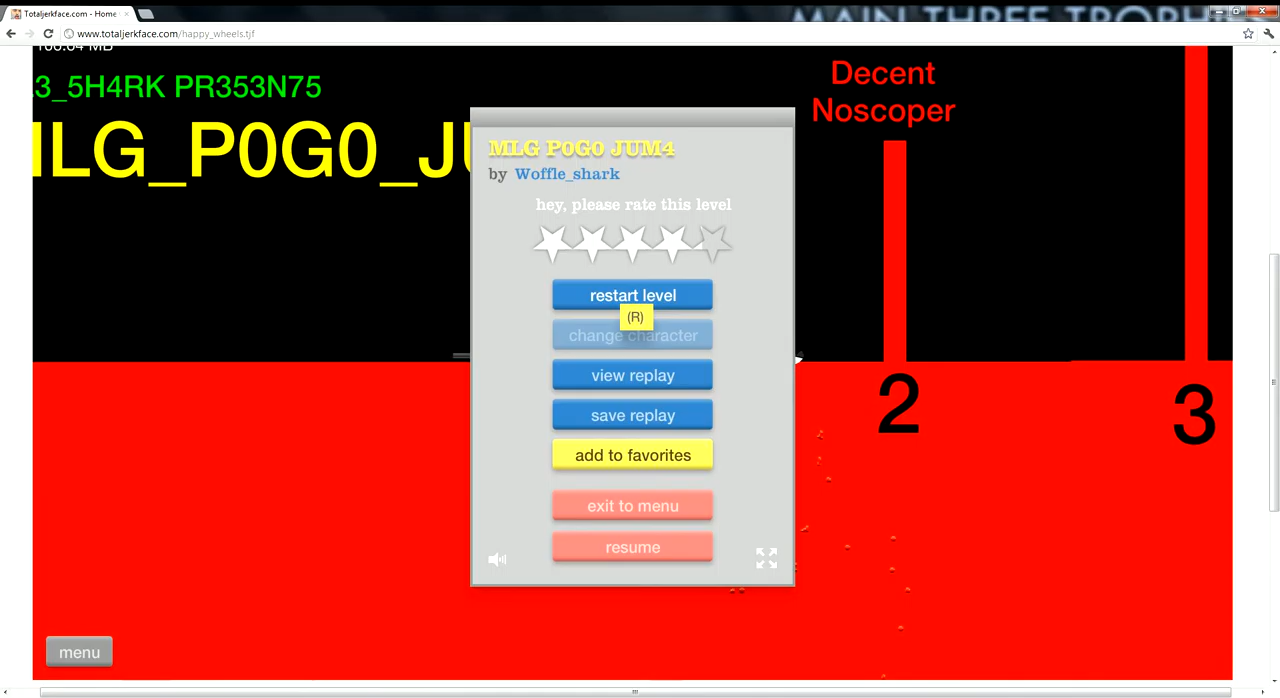 Totaljerkface.com - Home
MAIN THREE TROPHIES
www.totaljerkface.com/happy_wheels.tjf
Decent
Noscoper
3_5H4RK PR353N75
MLG_P0G0_JU
MLG P0G0 JUM4
by Woffle_shark
hey, please rate this level
restart level
(R)
change character
view replay
save replay
add to favorites
exit to menu
resume
2
3
menu